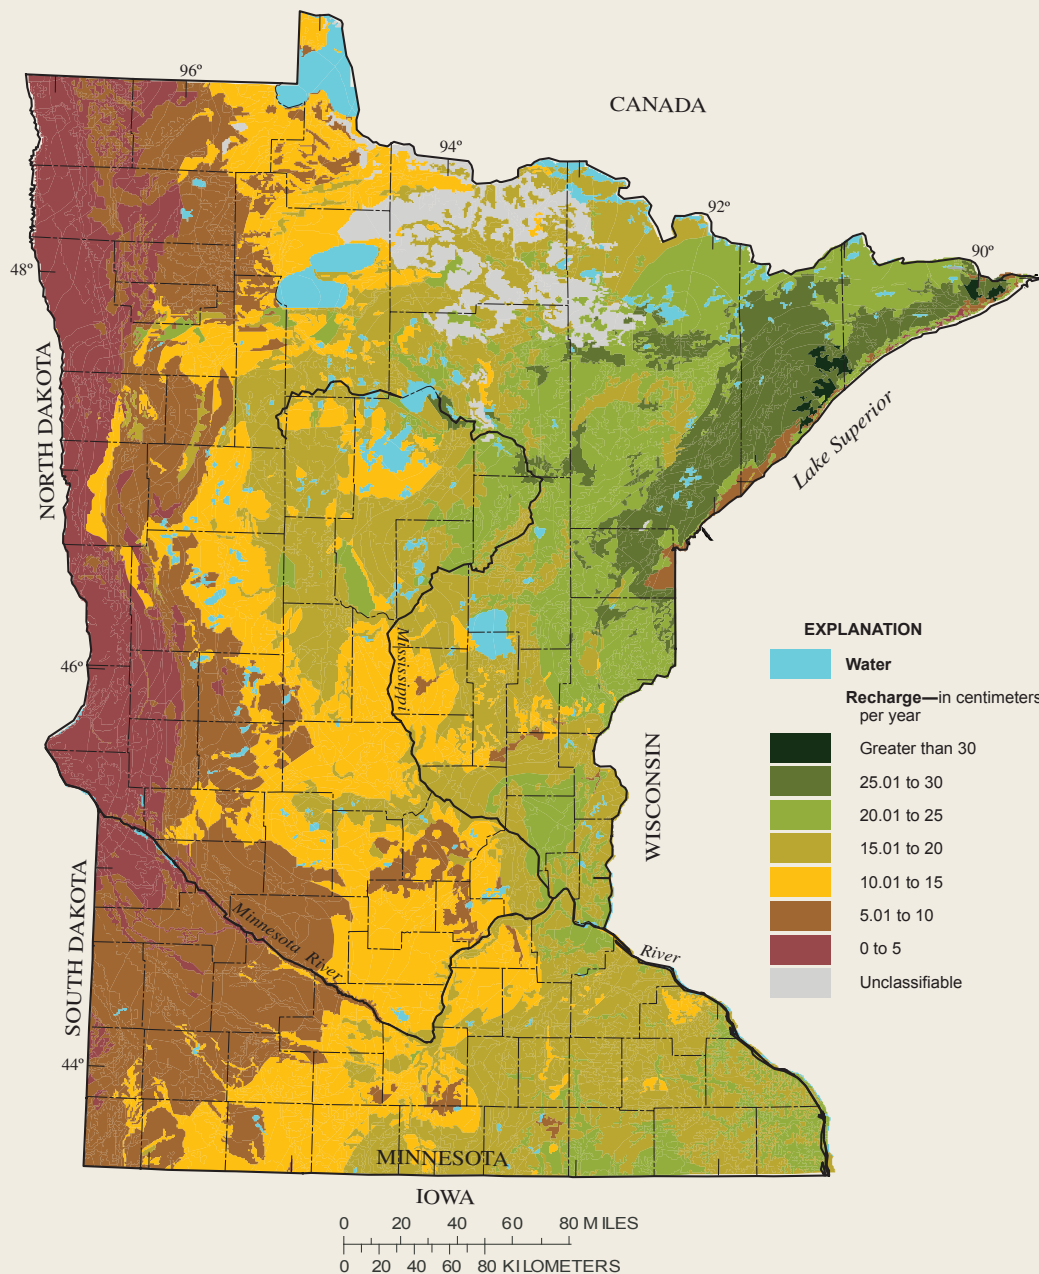 96º
CANADA
94º
92º
90º
48º
NORTH DAKOTA
Lake Superior
EXPLANATION
Water
Recharge—in centimeters
per year
Greater than 30
25.01 to 30
20.01 to 25
15.01 to 20
10.01 to 15
5.01 to 10
0 to 5
Unclassifiable
Mississippi
46º
WISCONSIN
SOUTH DAKOTA
Minnesota River
River
44º
MINNESOTA
IOWA
0 20 40 60 80 MILES
0 20 40 60 80 KILOMETERS